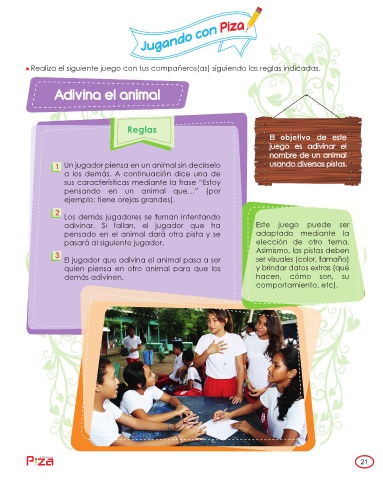 Jugando con Piza
Realiza el siguiente juego con tus compañeros(as) siguiendo las reglas indicadas.
Adivina el animal
Reglas
1 Un jugador piensa en un animal sin decírselo
a los demás. A continuación dice una de
sus características mediante la frase "Estoy
pensando en un animal que..." (por
ejemplo: tiene orejas grandes).
2 Los demás jugadores se turnan intentando
adivinar. Si fallan, el jugador que ha
pensado en el animal dará otra pista y se
pasará al siguiente jugador.
3 El jugador que adivina el animal pasa a ser
quien piensa en otro animal para que los
demás adivinen.
El objetivo de este
juego es adivinar el
nombre de un animal
usando diversas pistas.
Este juego puede ser
adaptado mediante la
elección de otro tema.
Asimismo, las pistas deben
ser visuales (color, tamaño)
y brindar datos extras (qué
hacen, cómo son, su
comportamiento, etc).
Piza
21